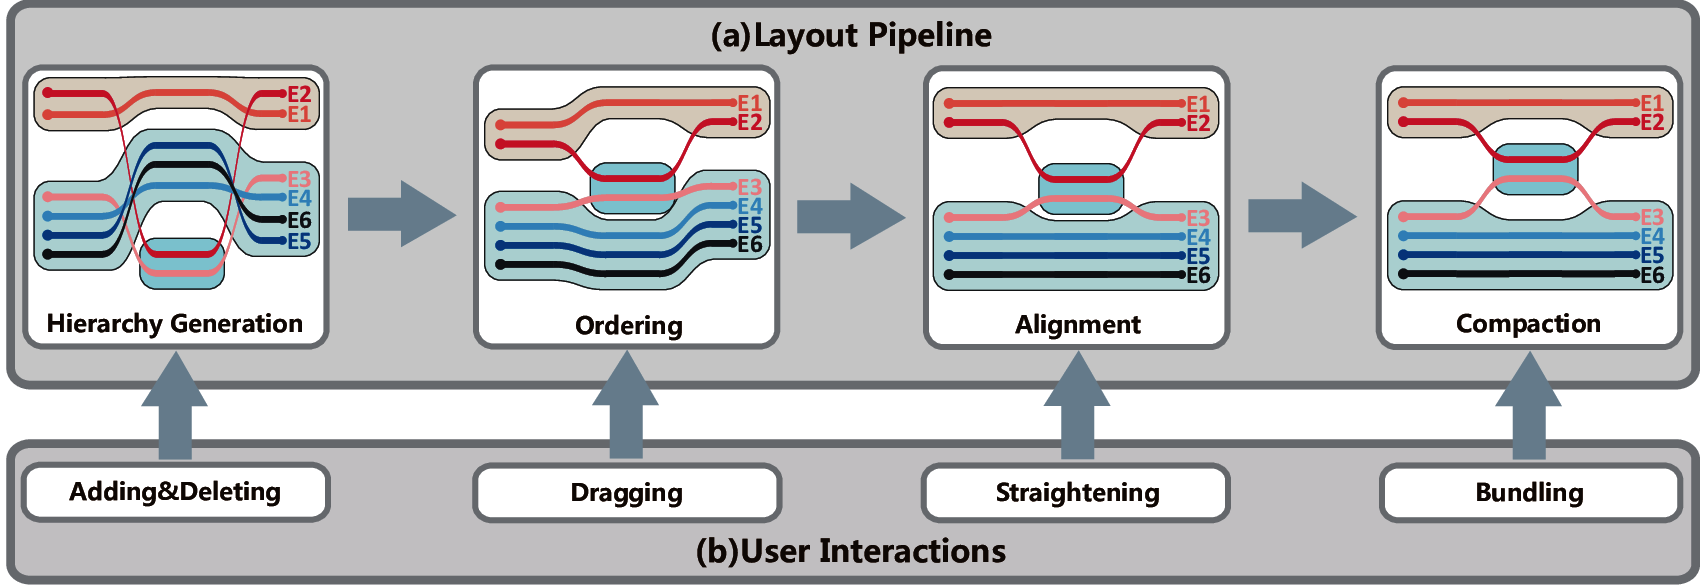 (a)Layout Pipeline
E2
E1
E3
E4
E6
E5
Hierarchy Generation
E1
E2
E3
E4
E5
E6
Ordering
E1
E2
E3
E4
E5
E6
Alignment
E1
E2
E3
E4
E5
E6
Compaction
Adding&Deleting
Dragging
Straightening
Bundling
(b)User Interactions